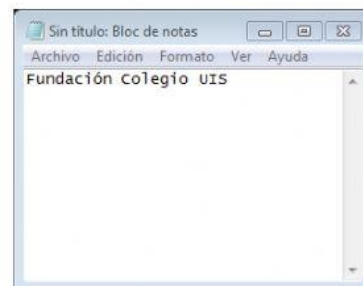 Sin título: Bloc de notas
Archivo Edición Formato Ver Ayuda
Fundación Colegio UIS